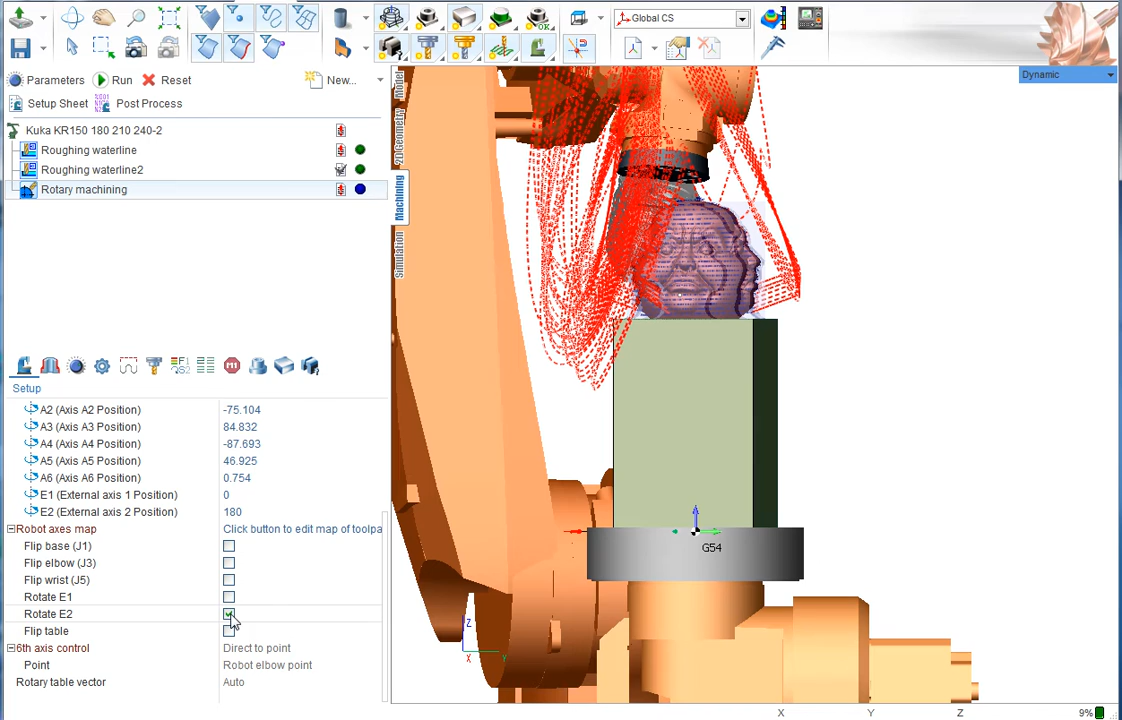 Global CS
Parameters Run Reset New...
Setup Sheet Post Process
Dynamic
Kuka KR150 180 210 240-2
Roughing waterline
Roughing waterline2
Rotary machining
Model
2D Geometry
Machining
Simulation
Setup
A2 (Axis A2 Position) -75.104
A3 (Axis A3 Position) 84.832
A4 (Axis A4 Position) -87.693
A5 (Axis A5 Position) 46.925
A6 (Axis A6 Position) 0.754
E1 (External axis 1 Position) 0
E2 (External axis 2 Position) 180
Robot axes map Click button to edit map of toolpa
Flip base (J1)
Flip elbow (J3)
Flip wrist (J5)
Rotate E1
Rotate E2
Flip table
6th axis control Direct to point
Point Robot elbow point
Rotary table vector Auto
G54
Z
X
Y
X Y Z 9%